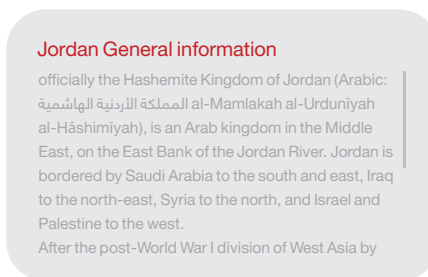 Jordan General information
officially the Hashemite Kingdom of Jordan (Arabic:
المملكة الأردنية الهاشمية al-Mamlakah al-Urdunīyah
al-Hāshimīyah), is an Arab kingdom in the Middle
East, on the East Bank of the Jordan River. Jordan is
bordered by Saudi Arabia to the south and east, Iraq
to the north-east, Syria to the north, and Israel and
Palestine to the west.
After the post-World War I division of West Asia by